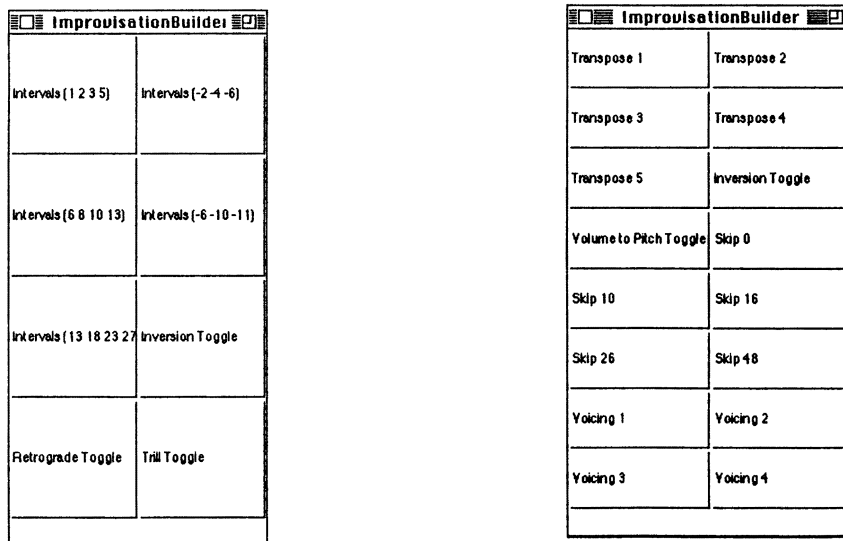 ImprovisationBuilder
Intervals (1 2 3 5)
Intervals (-2 -4 -6)
Intervals (6 8 10 13)
Intervals (-6 -10 -11)
Intervals (13 18 23 27
Inversion Toggle
Retrograde Toggle
Trill Toggle
ImprovisationBuilder
Transpose 1
Transpose 2
Transpose 3
Transpose 4
Transpose 5
Inversion Toggle
Volume to Pitch Toggle
Skip 0
Skip 10
Skip 16
Skip 26
Skip 48
Voicing 1
Voicing 2
Voicing 3
Voicing 4